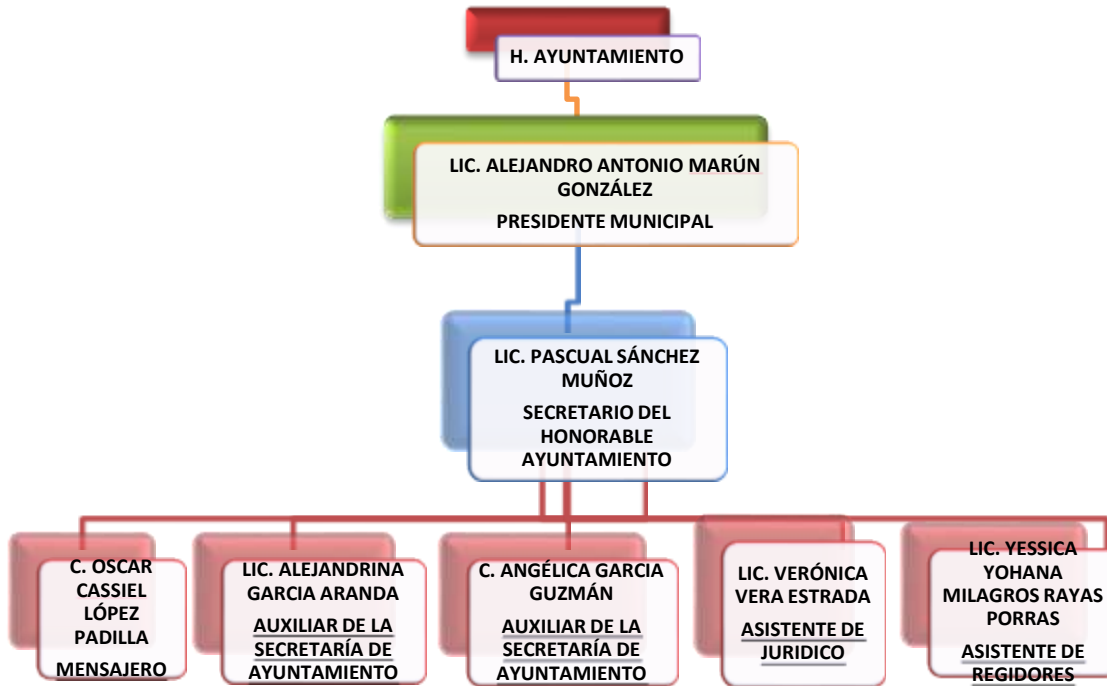 H. AYUNTAMIENTO
LIC. ALEJANDRO ANTONIO MARÚN
GONZÁLEZ
PRESIDENTE MUNICIPAL
LIC. PASCUAL SÁNCHEZ
MUÑOZ
SECRETARIO DEL
HONORABLE
AYUNTAMIENTO
C. OSCAR
CASSIEL
LÓPEZ
PADILLA
MENSAJERO
LIC. ALEJANDRINA
GARCIA ARANDA
AUXILIAR DE LA
SECRETARÍA DE
AYUNTAMIENTO
C. ANGÉLICA GARCIA
GUZMÁN
AUXILIAR DE LA
SECRETARÍA DE
AYUNTAMIENTO
LIC. VERÓNICA
VERA ESTRADA
ASISTENTE DE
JURIDICO
LIC. YESSICA
YOHANA
MILAGROS RAYAS
PORRAS
ASISTENTE DE
REGIDORES